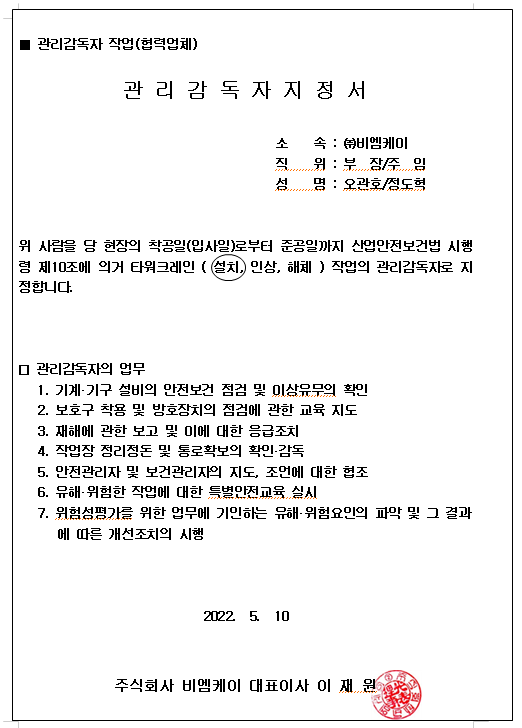 ■ 관리감독자 작업(협력업체)
관 리 감 독 자 지 정 서
소 속 : ㈜비엠케이
직 위 : 부 장/주 임
성 명 : 오관호/정도혁
위 사람을 당 현장의 착공일(입사일)로부터 준공일까지 산업안전보건법 시행
령 제10조에 의거 타워크레인 ( 설치, 인상, 해체 ) 작업의 관리감독자로 지
정합니다.
□ 관리감독자의 업무
1. 기계·기구 설비의 안전보건 점검 및 이상유무의 확인
2. 보호구 착용 및 방호장치의 점검에 관한 교육 지도
3. 재해에 관한 보고 및 이에 대한 응급조치
4. 작업장 정리정돈 및 통로확보의 확인·감독
5. 안전관리자 및 보건관리자의 지도, 조언에 대한 협조
6. 유해·위험한 작업에 대한 특별안전교육 실시
7. 위험성평가를 위한 업무에 기인하는 유해·위험요인의 파악 및 그 결과
에 따른 개선조치의 시행
2022. 5. 10
주식회사 비엠케이 대표이사 이 재 원